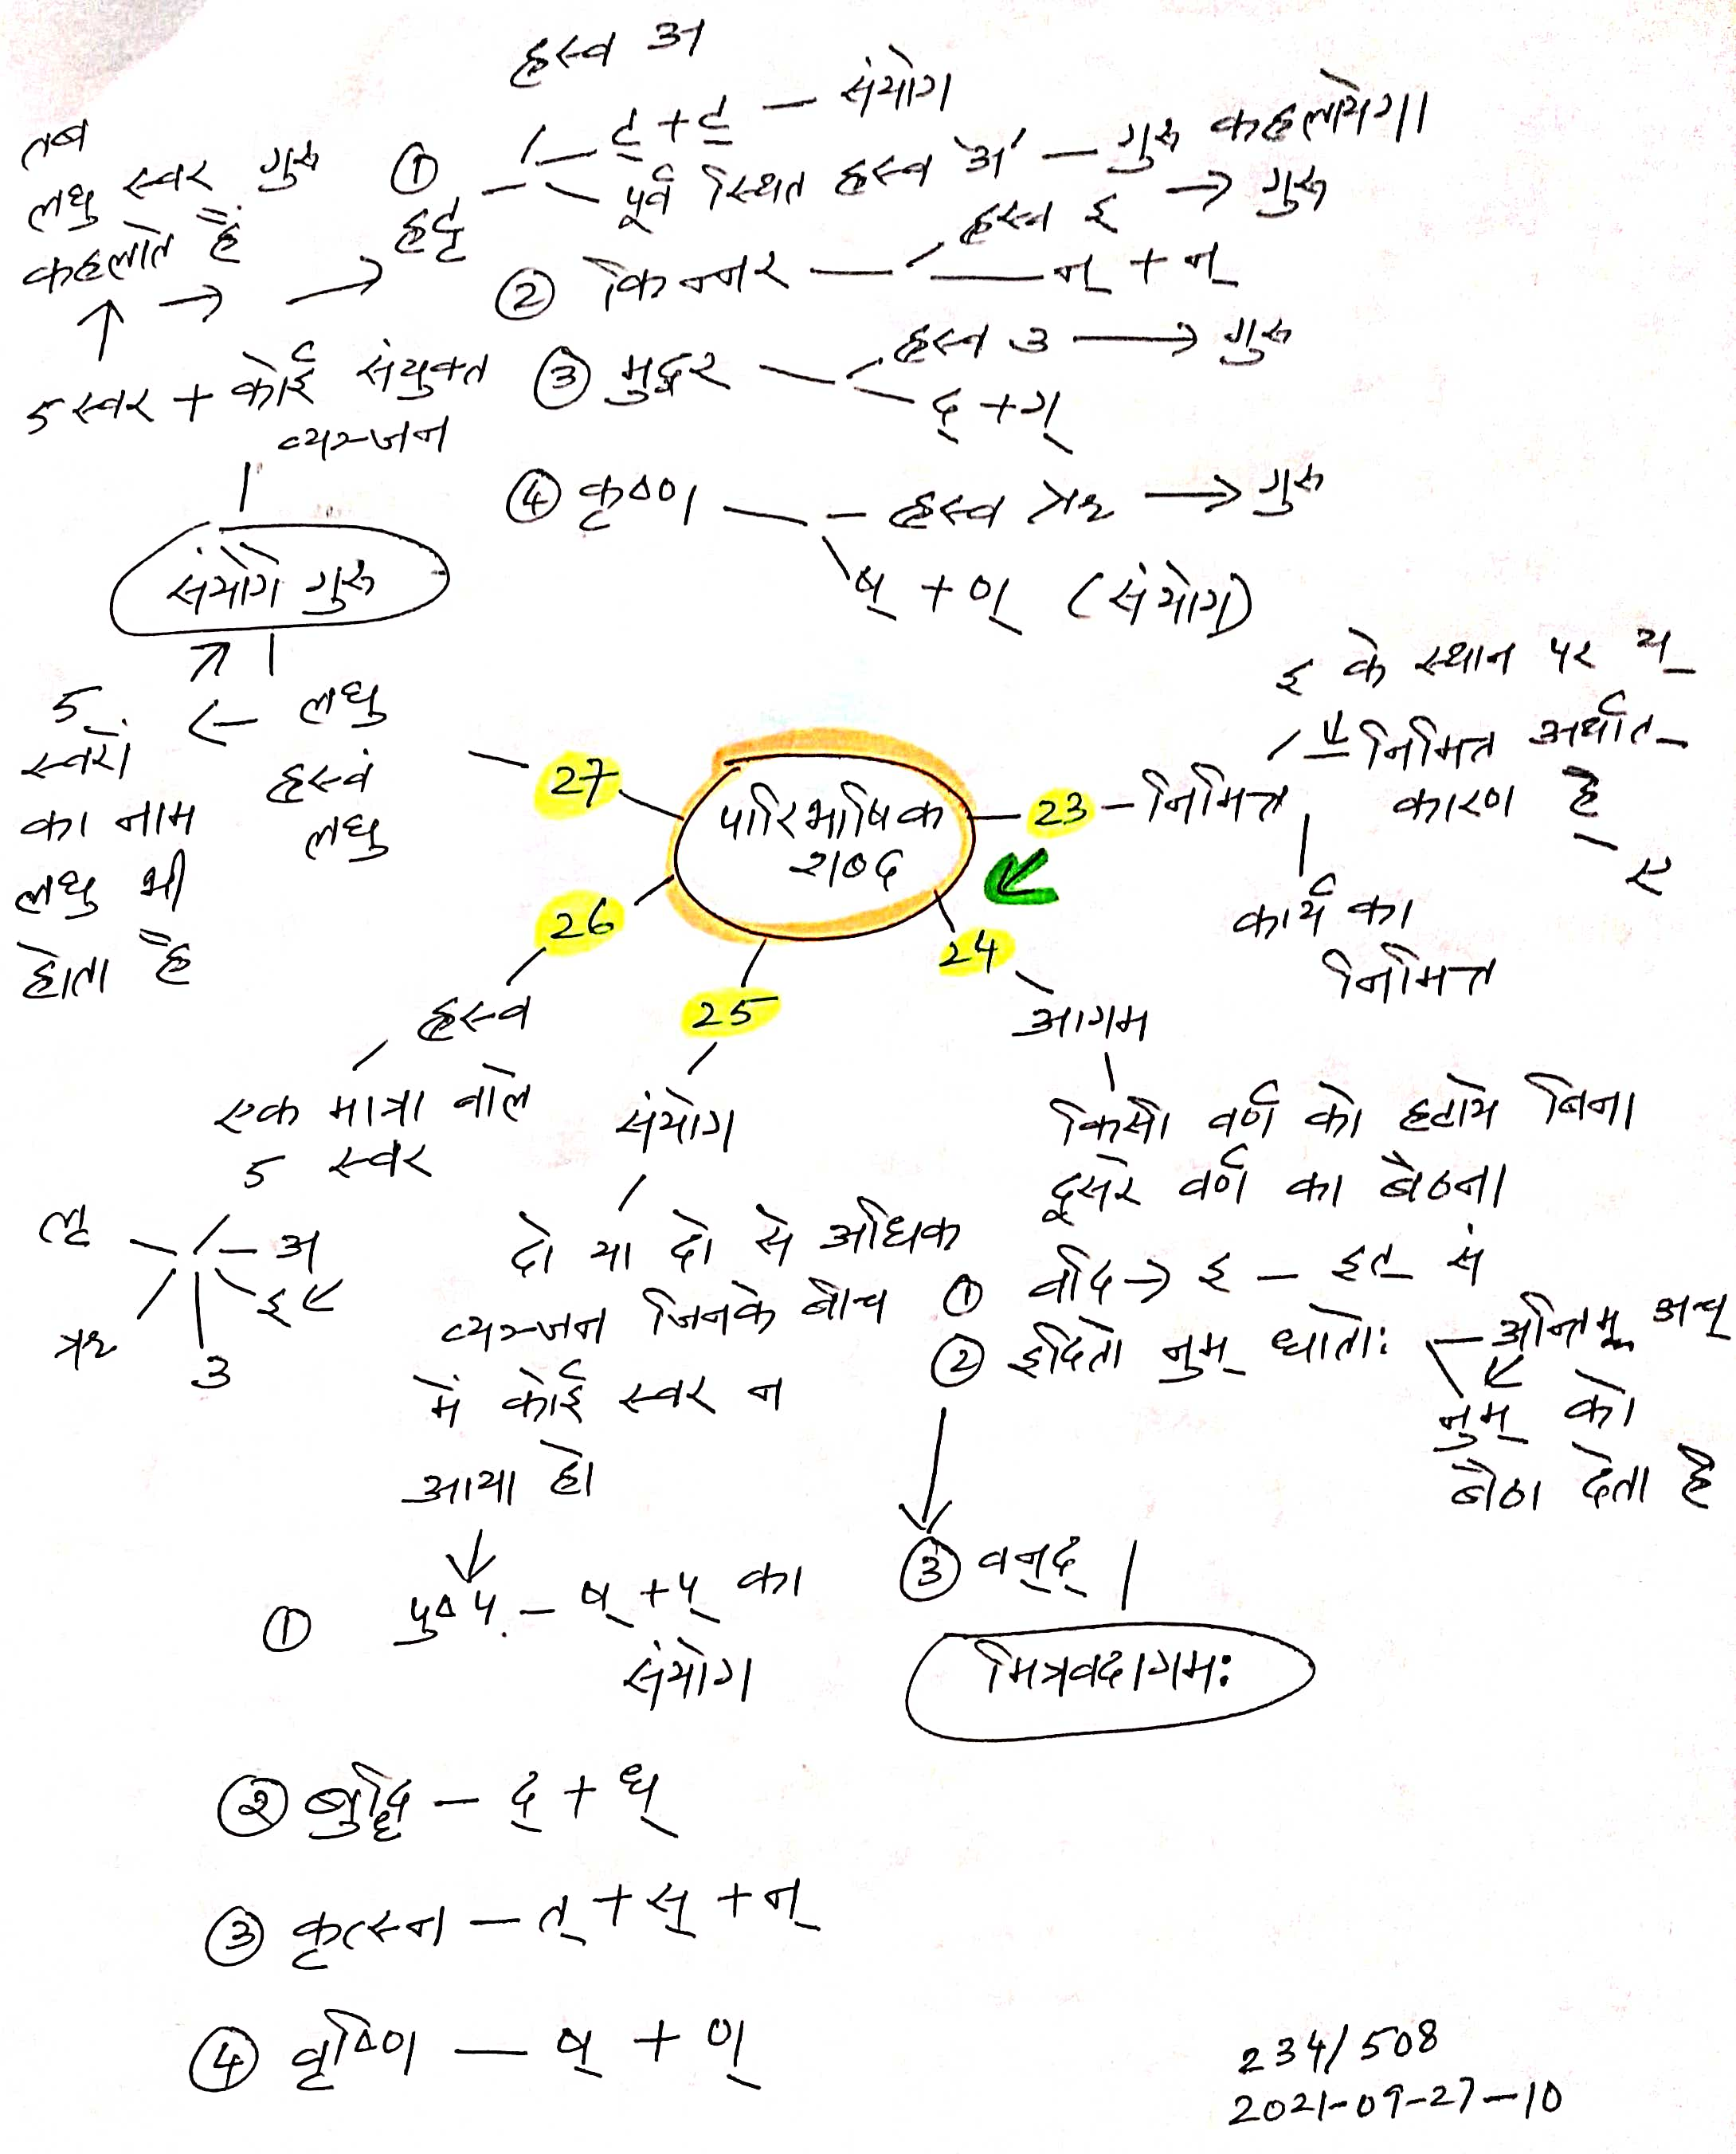 पारिभाषिक
शब्द
23 - निमित्त
इ के स्थान पर य्
निमित्त अर्थात्
कारण है
- ए
कार्य का
निमित्त
24
आगम
किसी वर्ण को हटाये बिना
दूसरे वर्ण का बैठना
① वदि → इ - इत् सं
② इदितो नुम् धातोः - अन्तिम अच्
नुम् को
बैठा देता है
③ वन्द्
मित्रवदागमः
25
संयोग
दो या दो से अधिक
व्यञ्जन जिनके बीच
में कोई स्वर न
आया हो
① पुष्प - ष् + प् का
संयोग
② बुद्धि - द् + ध्
③ कृत्स्न - त् + स् + न्
④ वृष्णि - ष् + ण्
26
ह्रस्व
एक मात्रा वाले
5 स्वर
अ
इ
उ
ऋ
लृ
27
लघु
ह्रस्वं
लघु
5
स्वरों
का नाम
लघु भी
होता है
संयोगे गुरु
5 स्वर + कोई संयुक्त
व्यञ्जन
तब
लघु स्वर गुरु
कहलाते हैं
ह्रस्व अ
① हट्ट - ट् + ट् - संयोग
पूर्व स्थित ह्रस्व 'अ' - गुरु कहलायेगा
② किन्नर - ह्रस्व इ → गुरु
न् + न्
③ मुद्गर - ह्रस्व उ → गुरु
द् + ग्
④ कृष्ण - ह्रस्व ऋ → गुरु
ष् + ण् (संयोग)
234/508
2021-09-27-10